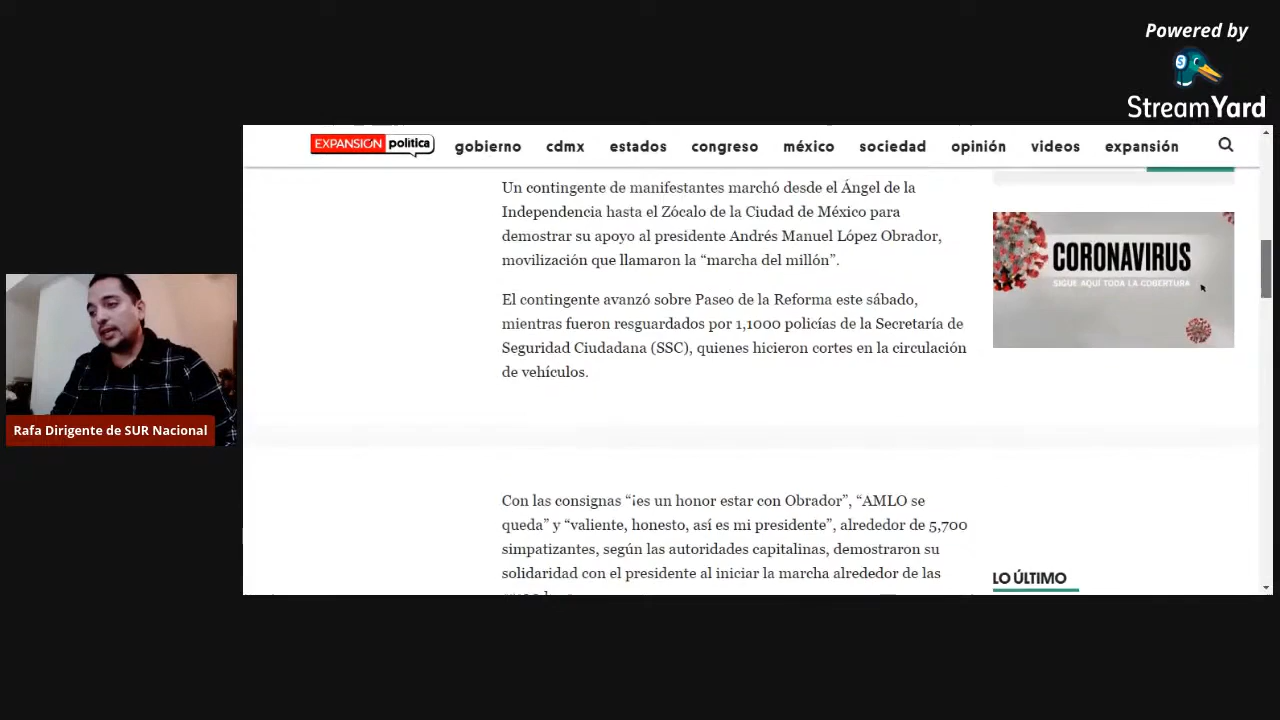 Powered by
StreamYard
EXPANSIÓN política
gobierno cdmx estados congreso méxico sociedad opinión videos expansión
Un contingente de manifestantes marchó desde el Ángel de la
Independencia hasta el Zócalo de la Ciudad de México para
demostrar su apoyo al presidente Andrés Manuel López Obrador,
movilización que llamaron la “marcha del millón”.
El contingente avanzó sobre Paseo de la Reforma este sábado,
mientras fueron resguardados por 1,1000 policías de la Secretaría de
Seguridad Ciudadana (SSC), quienes hicieron cortes en la circulación
de vehículos.
CORONAVIRUS
SIGUE AQUÍ TODA LA COBERTURA
Rafa Dirigente de SUR Nacional
Con las consignas “¡es un honor estar con Obrador”, “AMLO se
queda” y “valiente, honesto, así es mi presidente”, alrededor de 5,700
simpatizantes, según las autoridades capitalinas, demostraron su
solidaridad con el presidente al iniciar la marcha alrededor de las
LO ÚLTIMO